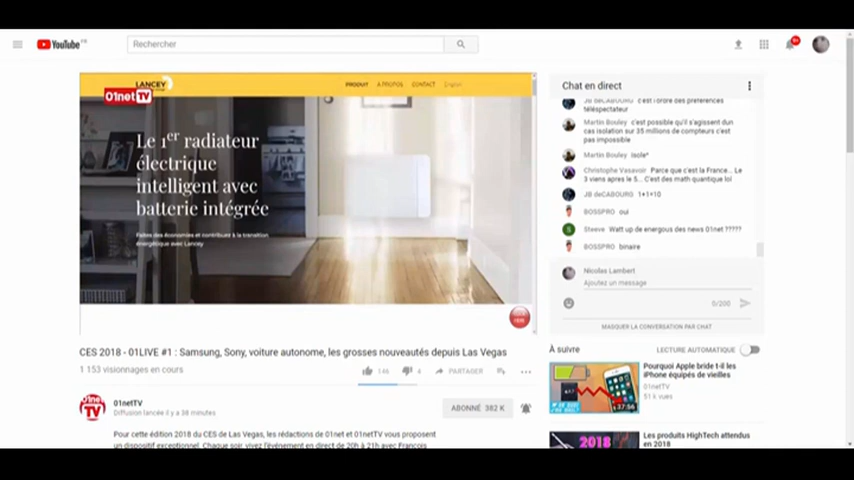 YouTube FR
Rechercher
9+
LANCEY
PRODUIT A PROPOS CONTACT English
01net TV
Le 1er radiateur
électrique
intelligent avec
batterie intégrée
Faites des économies et contribuez à la transition
énergétique avec Lancey
Chat en direct
JB deCABOURG c'est l'ordre des préférences
téléspectateur
Martin Bouley c'est possible qu'il s'agissent dun
cas isolation sur 35 millions de compteurs c'est
pas impossible
Martin Bouley Isole*
Christophe Vasavoir Parce que c'est la France... Le
3 viens apres le 5... C'est des math quantique lol
JB deCABOURG 1+1=10
BOSSPRO oui
S Steeve Watt up de energous des news 01net ?????
BOSSPRO binaire
Nicolas Lambert
Ajoutez un message
0/200
MASQUER LA CONVERSATION PAR CHAT
CES 2018 - 01LIVE #1 : Samsung, Sony, voiture autonome, les grosses nouveautés depuis Las Vegas
1 153 visionnages en cours
146 4 PARTAGER
01net TV
01netTV
Diffusion lancée il y a 38 minutes
ABONNÉ 382 K
Pour cette édition 2018 du CES de Las Vegas, les rédactions de 01net et 01netTV vous proposent
un dispositif exceptionnel. Chaque soir, vivez l'événement en direct de 20h à 21h avec François
À suivre
LECTURE AUTOMATIQUE
Pourquoi Apple bride t-il les
iPhone équipés de vieilles
01netTV
51 k vues
37:56
Les produits HighTech attendus
en 2018
2018